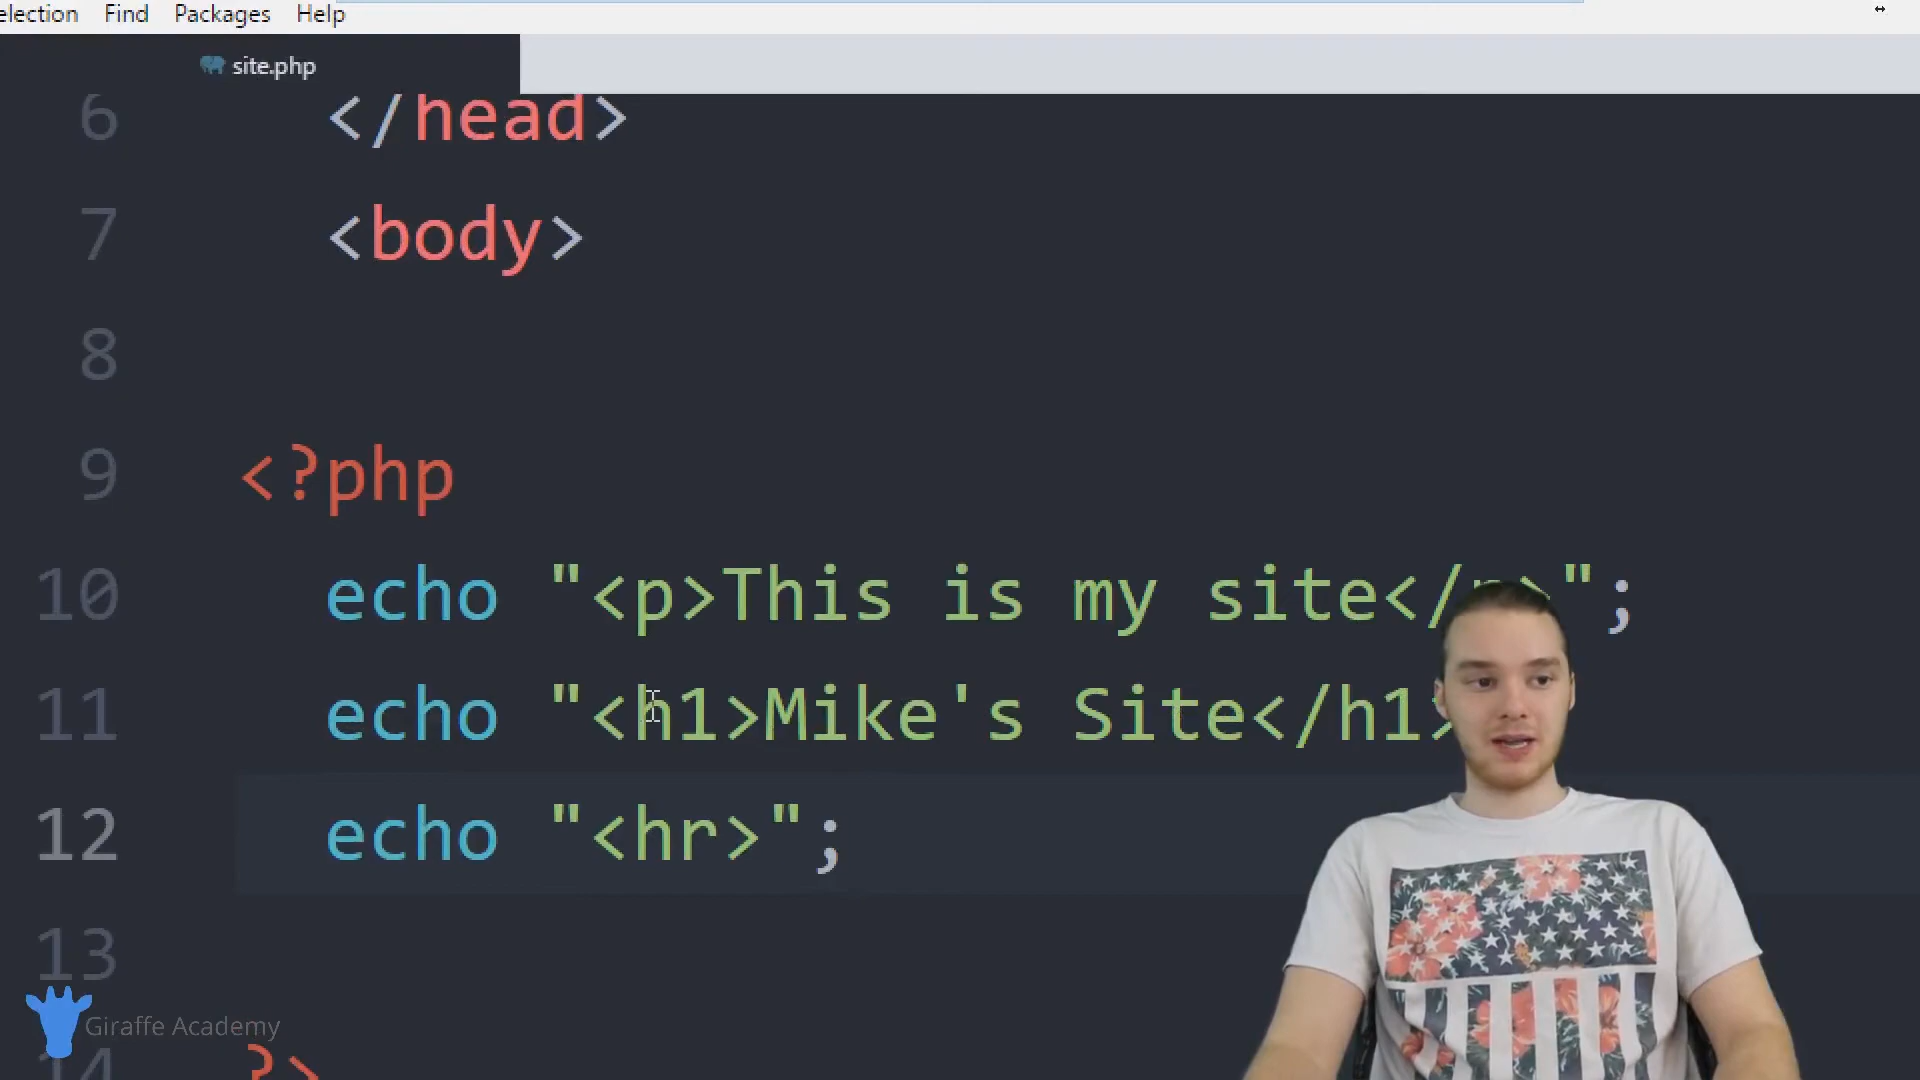 election Find Packages Help
site.php
6 </head>
7 <body>
8
9 <?php
10 echo "<p>This is my site</p>";
11 echo "<h1>Mike's Site</h1>
12 echo "<hr>";
13
14 ?>
Giraffe Academy